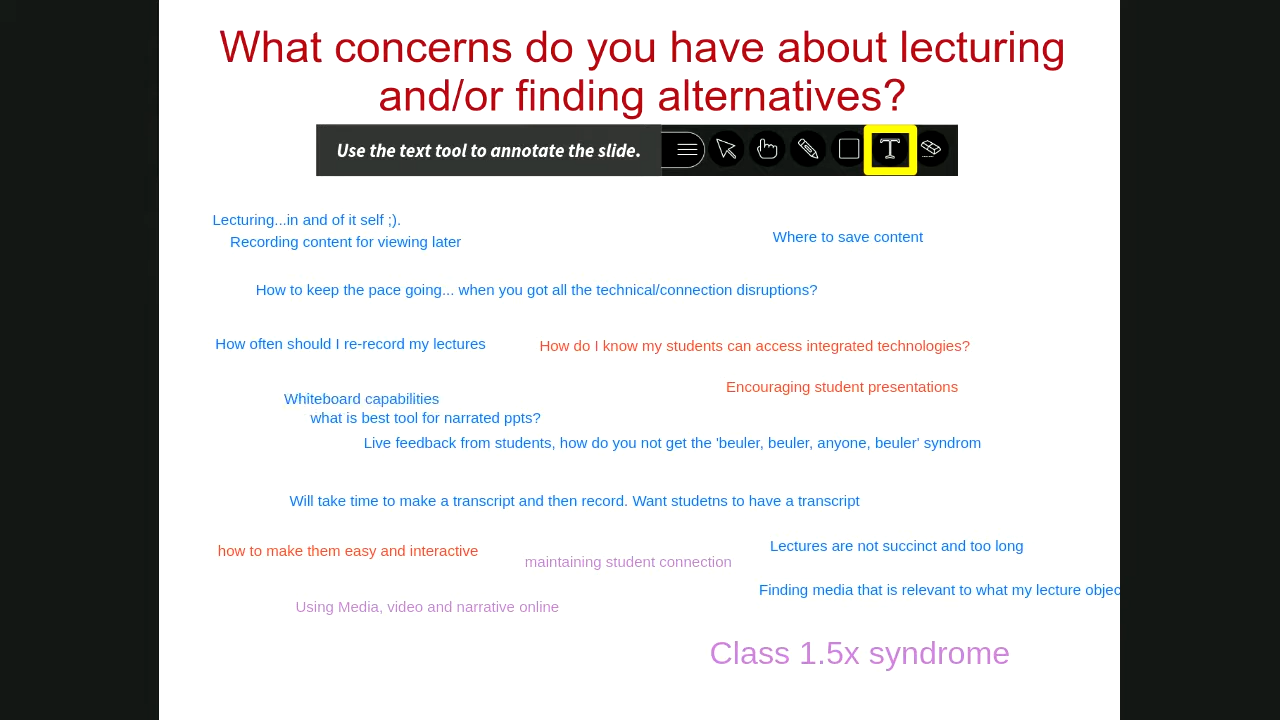 What concerns do you have about lecturing
and/or finding alternatives?
Use the text tool to annotate the slide.
T
Lecturing...in and of it self ;).
Recording content for viewing later
Where to save content
How to keep the pace going... when you got all the technical/connection disruptions?
How often should I re-record my lectures
How do I know my students can access integrated technologies?
Encouraging student presentations
Whiteboard capabilities
what is best tool for narrated ppts?
Live feedback from students, how do you not get the 'beuler, beuler, anyone, beuler' syndrom
Will take time to make a transcript and then record. Want studetns to have a transcript
how to make them easy and interactive
maintaining student connection
Lectures are not succinct and too long
Finding media that is relevant to what my lecture objec
Using Media, video and narrative online
Class 1.5x syndrome